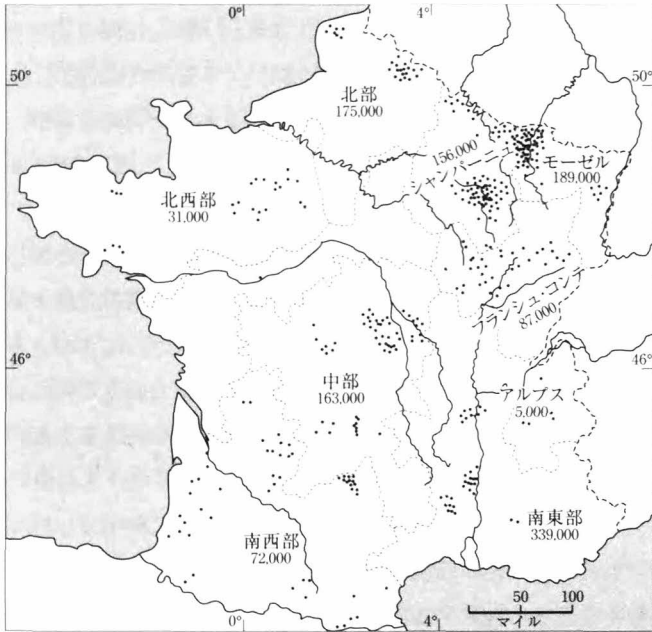 0°
4°
50°
50°
北部
175,000
156,000
シャンパーニュ
モーゼル
189,000
北西部
31,000
フランシュ・コンテ
87,000
46°
46°
中部
163,000
アルプス
5,000
南西部
72,000
南東部
339,000
50
100
マイル
0°
4°